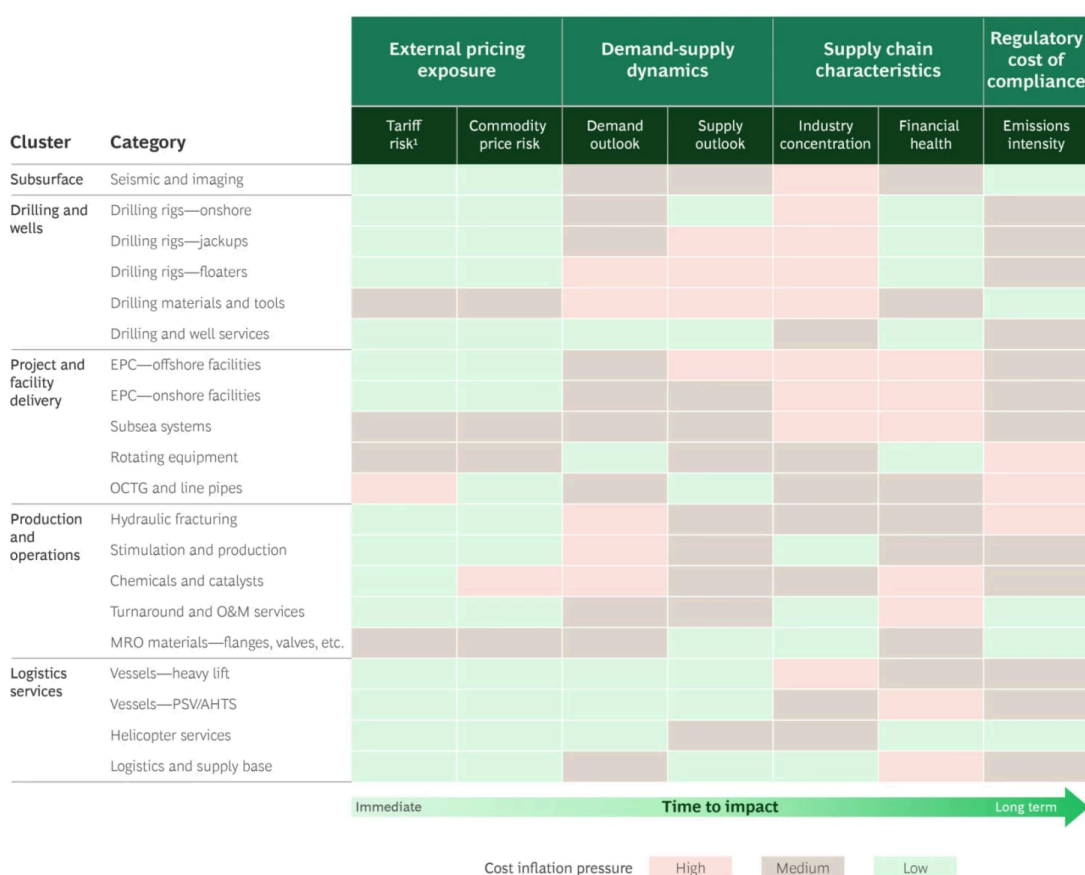 External pricing exposure
Demand-supply dynamics
Supply chain characteristics
Regulatory cost of compliance
Cluster
Category
Tariff risk¹
Commodity price risk
Demand outlook
Supply outlook
Industry concentration
Financial health
Emissions intensity
Subsurface
Seismic and imaging
Drilling and wells
Drilling rigs—onshore
Drilling rigs—jackups
Drilling rigs—floaters
Drilling materials and tools
Drilling and well services
Project and facility delivery
EPC—offshore facilities
EPC—onshore facilities
Subsea systems
Rotating equipment
OCTG and line pipes
Production and operations
Hydraulic fracturing
Stimulation and production
Chemicals and catalysts
Turnaround and O&M services
MRO materials—flanges, valves, etc.
Logistics services
Vessels—heavy lift
Vessels—PSV/AHTS
Helicopter services
Logistics and supply base
Immediate
Time to impact
Long term
Cost inflation pressure
High
Medium
Low